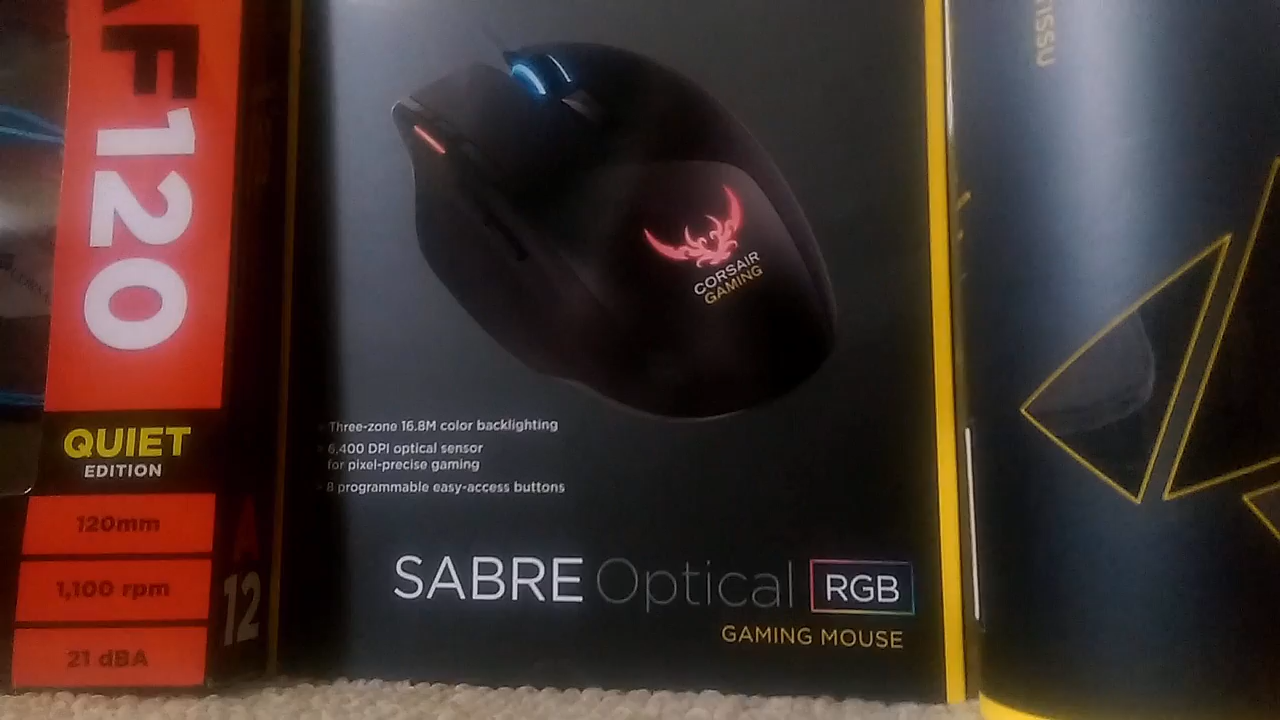 AF120
QUIET
EDITION
120mm
1,100 rpm
21 dBA
12
CORSAIR
GAMING
Three-zone 16.8M color backlighting
6,400 DPI optical sensor
for pixel-precise gaming
8 programmable easy-access buttons
SABRE Optical RGB
GAMING MOUSE